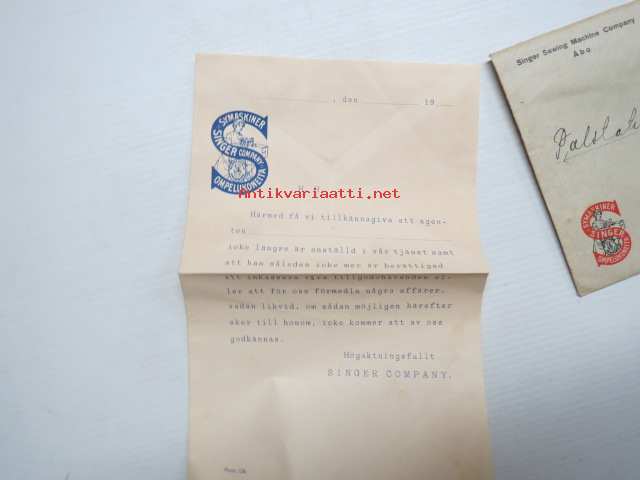 ..................., den ................. 19....
SYMASKINER
SINGER COMPANY
OMPELUKONEITA
Antikvariaatti.net
Härmed få vi tillkännagiva att agen-
ten
icke längre är anställd i vår tjänst samt
att han således icke mer är berättigad
att inkassera våra tillgodohavanden el-
ler att för oss förmedla några affärer,
vadan likvid, om sådan möjligen härefter
sker till honom, icke kommer att av oss
godkännas.
Högaktningsfullt
SINGER COMPANY.
Singer Sewing Machine Company
Åbo
SYMASKINER
SINGER
OMPELUKONEITA